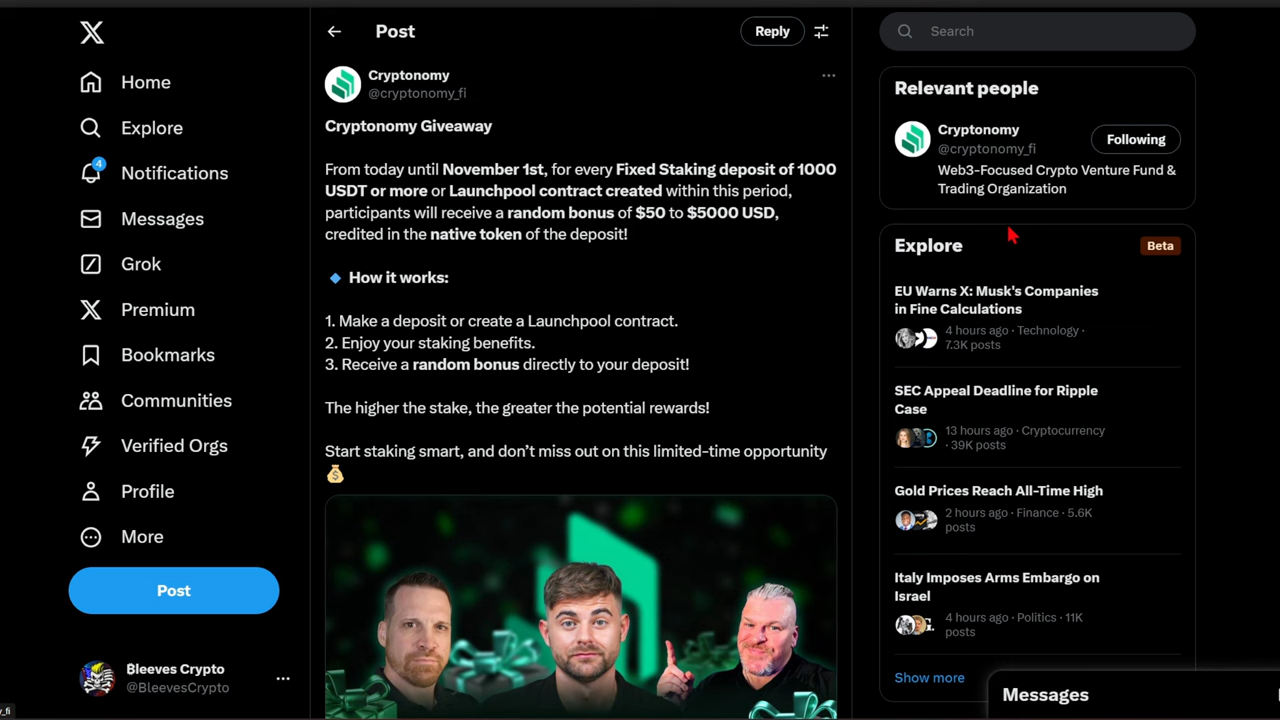 Post
Reply
Search
Home
Explore
Notifications
4
Messages
Grok
Premium
Bookmarks
Communities
Verified Orgs
Profile
More
Post
Bleeves Crypto
@BleevesCrypto
Cryptonomy
@cryptonomy_fi
Cryptonomy Giveaway
From today until November 1st, for every Fixed Staking deposit of 1000
USDT or more or Launchpool contract created within this period,
participants will receive a random bonus of $50 to $5000 USD,
credited in the native token of the deposit!
How it works:
1. Make a deposit or create a Launchpool contract.
2. Enjoy your staking benefits.
3. Receive a random bonus directly to your deposit!
The higher the stake, the greater the potential rewards!
Start staking smart, and don’t miss out on this limited-time opportunity
Relevant people
Cryptonomy
@cryptonomy_fi
Following
Web3-Focused Crypto Venture Fund &
Trading Organization
Explore
Beta
EU Warns X: Musk's Companies
in Fine Calculations
4 hours ago · Technology ·
7.3K posts
SEC Appeal Deadline for Ripple
Case
13 hours ago · Cryptocurrency
· 39K posts
Gold Prices Reach All-Time High
2 hours ago · Finance · 5.6K
posts
Italy Imposes Arms Embargo on
Israel
4 hours ago · Politics · 11K
posts
Show more
Messages